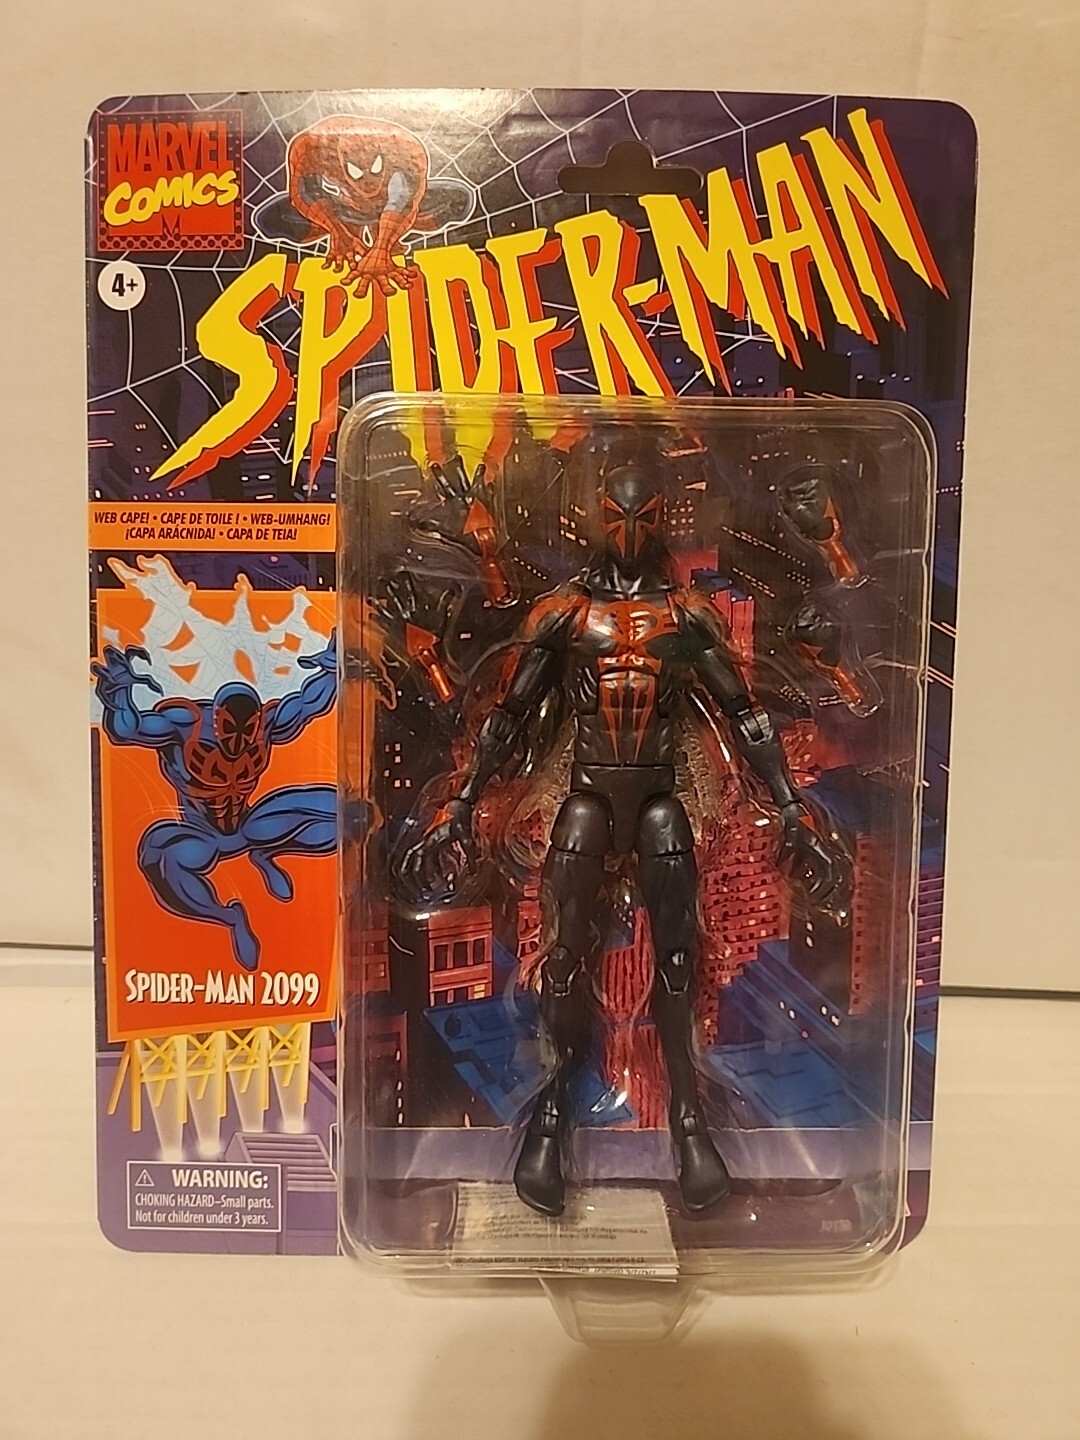 MARVEL
COMICS
M
4+
SPIDER-MAN
WEB CAPE! • CAPE DE TOILE ! • WEB-UMHANG!
¡CAPA ARÁCNIDA! • CAPA DE TEIA!
SPIDER-MAN 2099
WARNING:
CHOKING HAZARD–Small parts.
Not for children under 3 years.